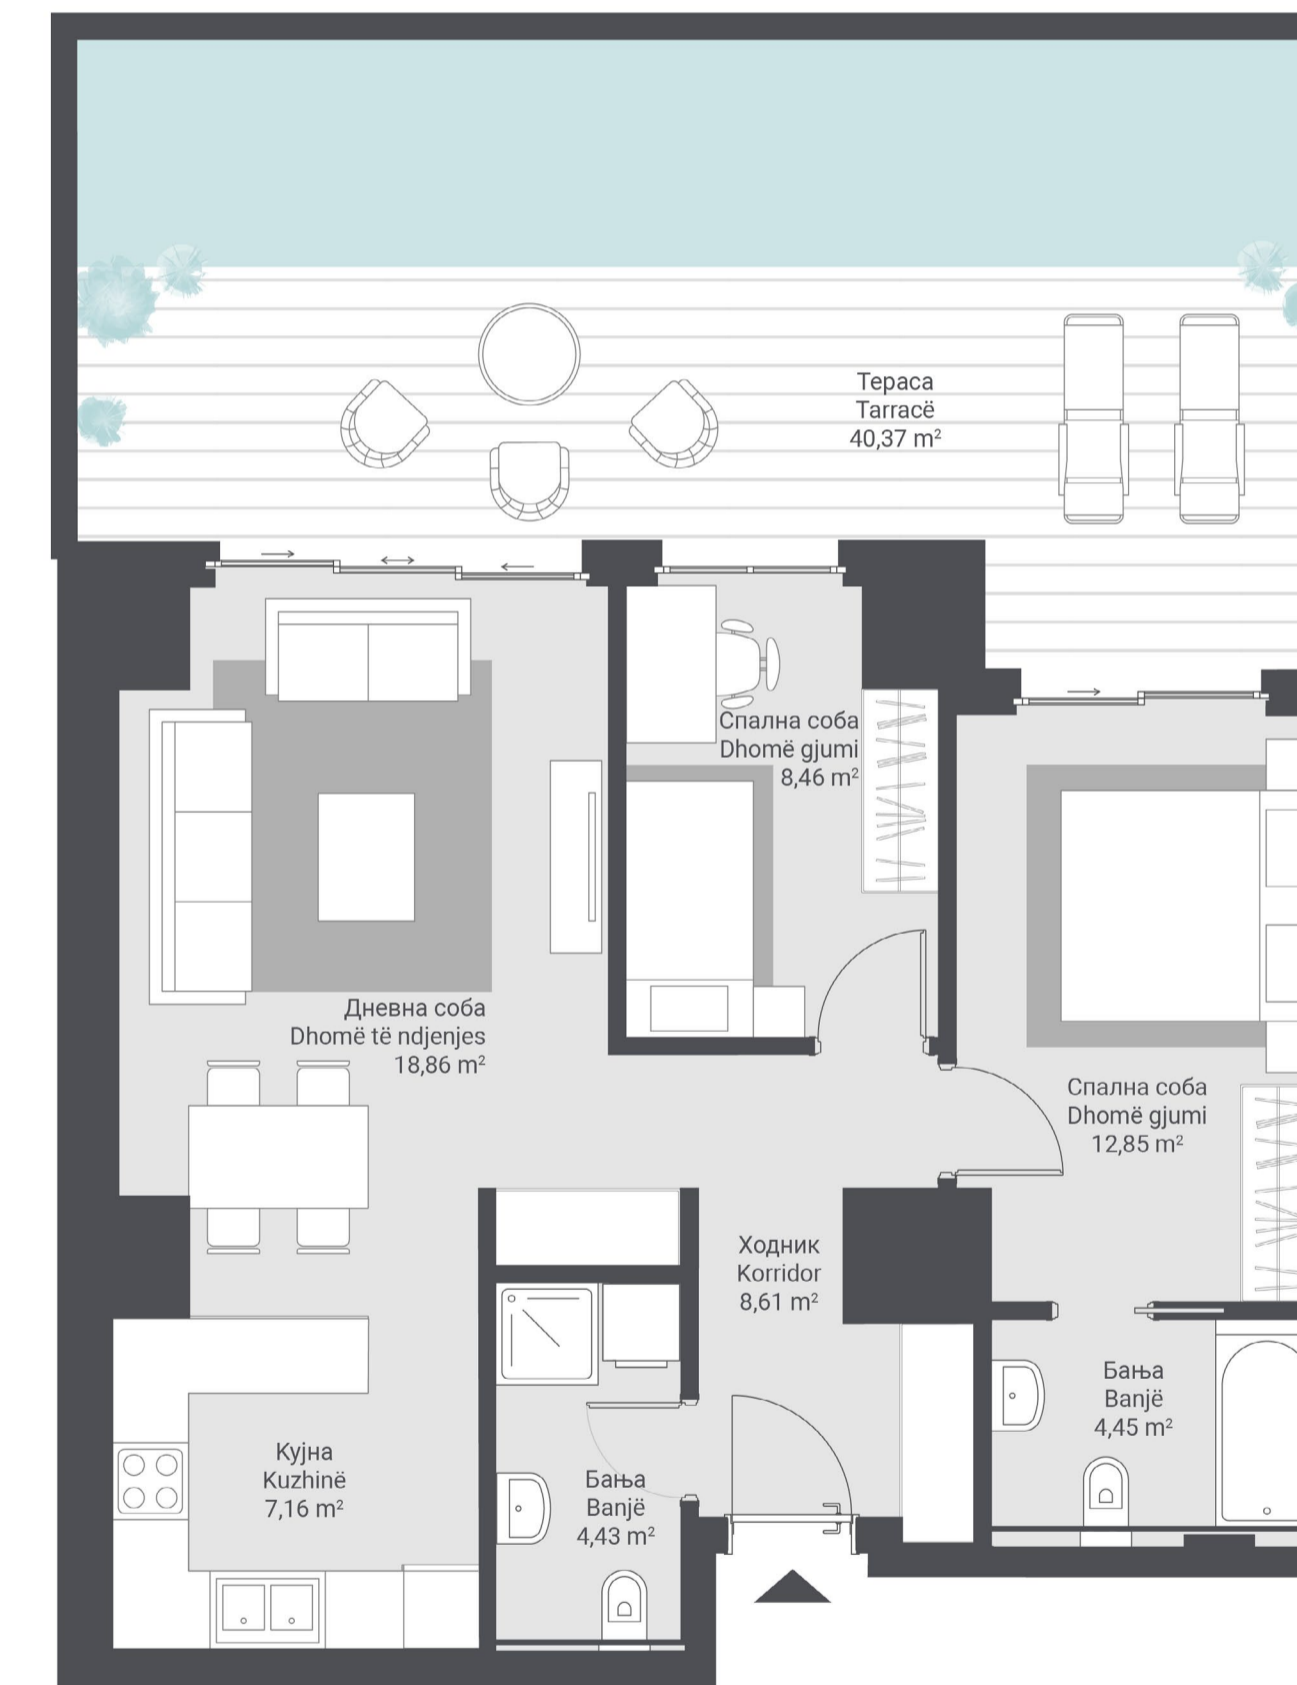 Тераса
Tarracë
40,37 m²
Спална соба
Dhomë gjumi
8,46 m²
Дневна соба
Dhomë të ndjenjes
18,86 m²
Спална соба
Dhomë gjumi
12,85 m²
Ходник
Korridor
8,61 m²
Бања
Banjë
4,45 m²
Кујна
Kuzhinë
7,16 m²
Бања
Banjë
4,43 m²